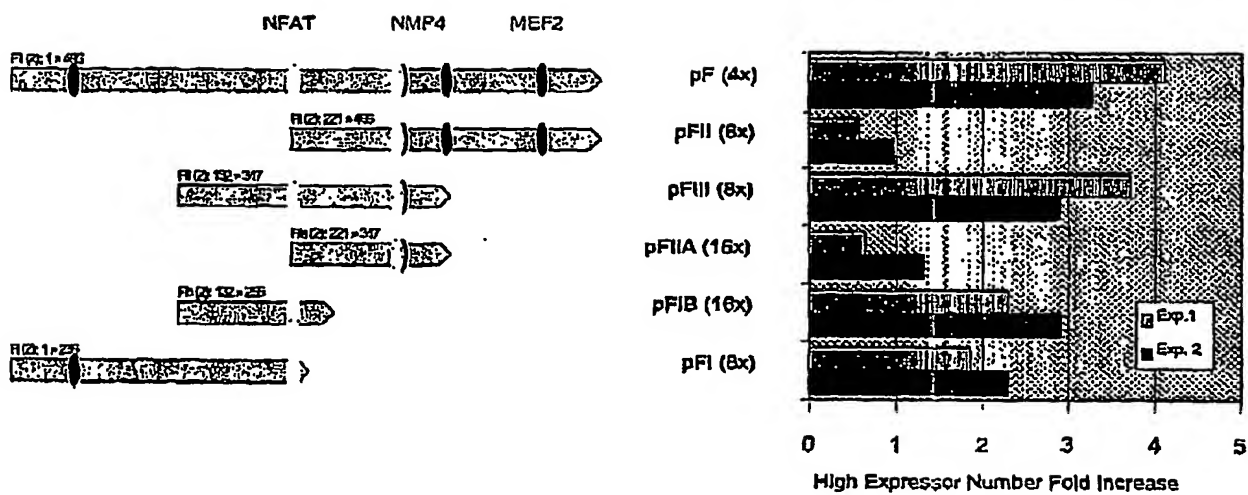 NFAT NMP4 MEF2
pF (4x)
pFII (8x)
pFIII (8x)
pFIIA (16x)
pFIB (16x)
pFI (8x)
Exp.1
Exp. 2
0 1 2 3 4 5
High Expressor Number Fold Increase